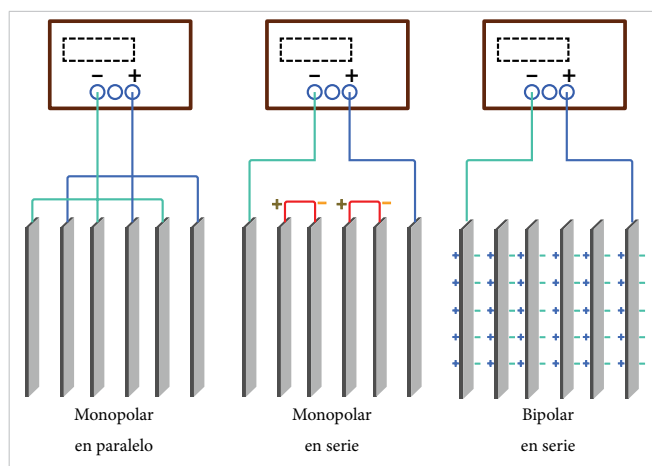 − +
− +
− +
+ − + −
Monopolar
en paralelo
Monopolar
en serie
Bipolar
en serie